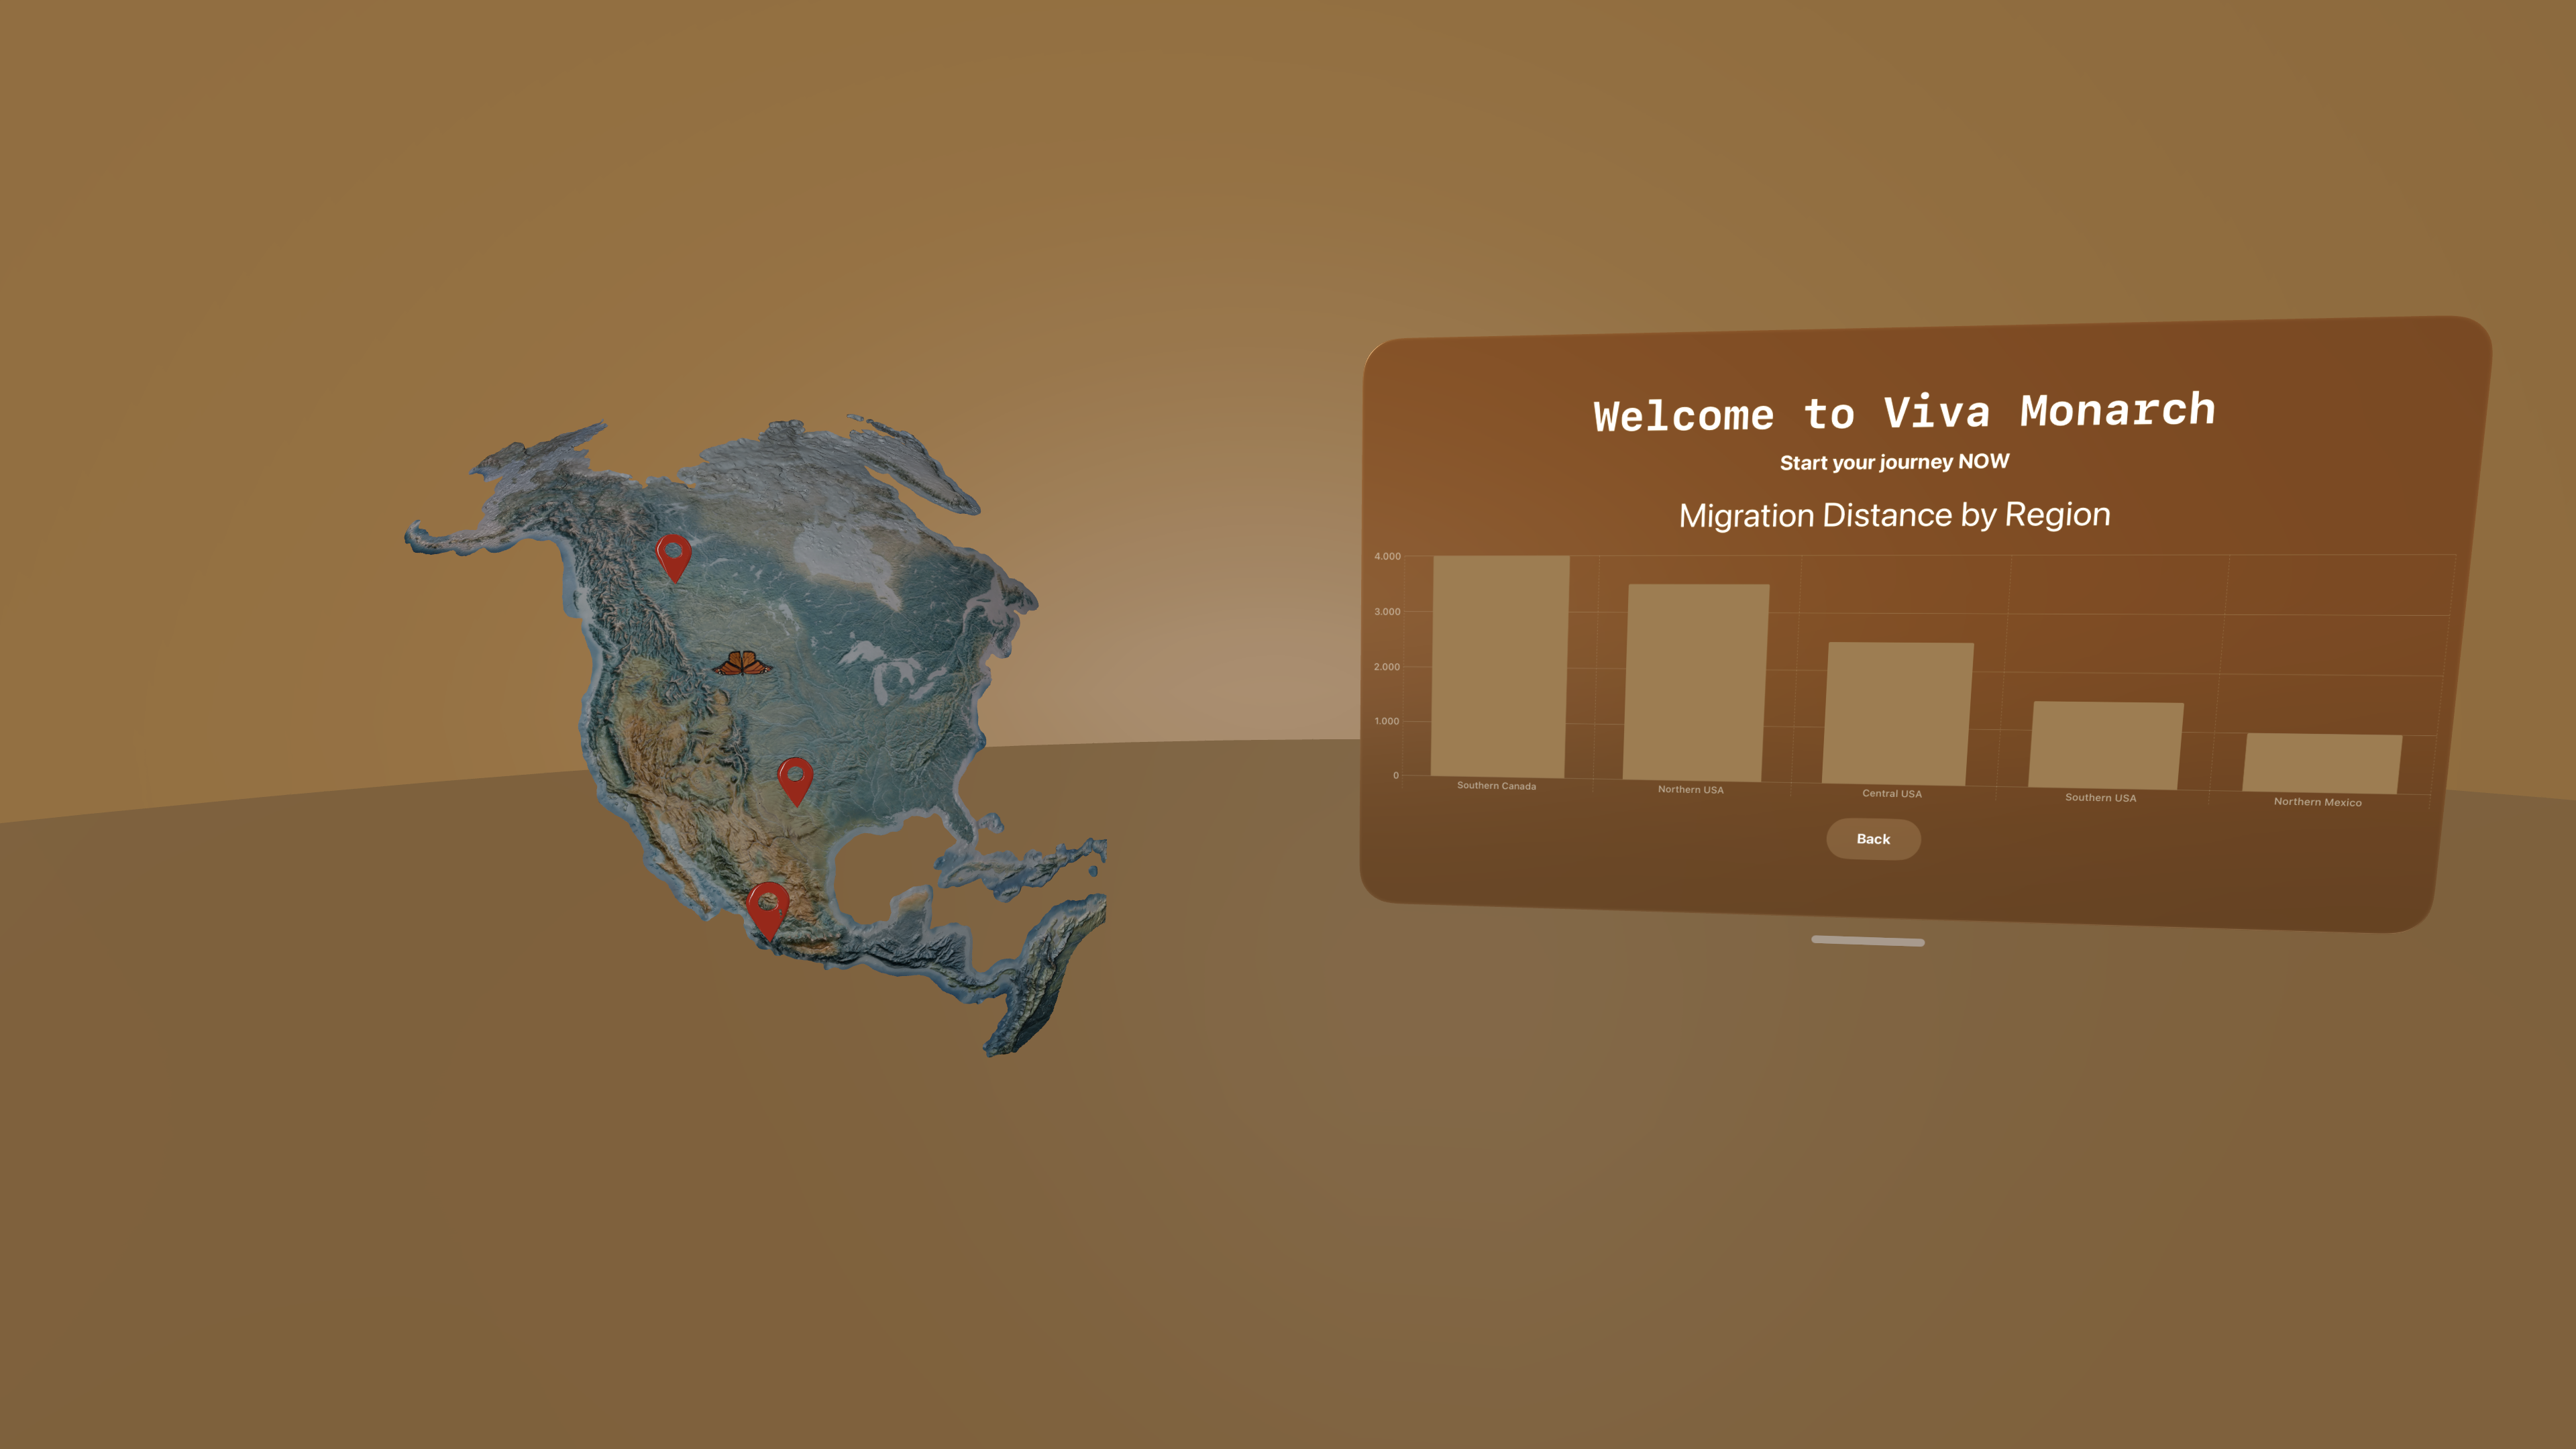 Welcome to Viva Monarch
Start your journey NOW
Migration Distance by Region
4.000
3.000
2.000
1.000
0
Southern Canada
Northern USA
Central USA
Southern USA
Northern Mexico
Back